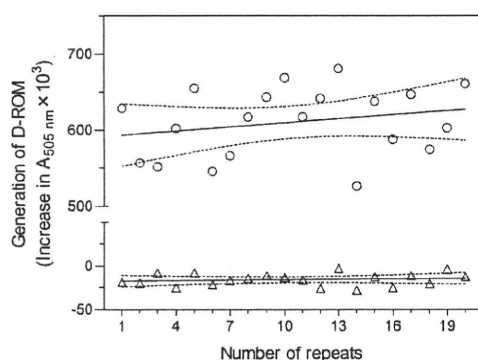 Generation of D-ROM
(Increase in A505 nm×10³)
700
600
500
0
-50
1 4 7 10 13 16 19
Number of repeats